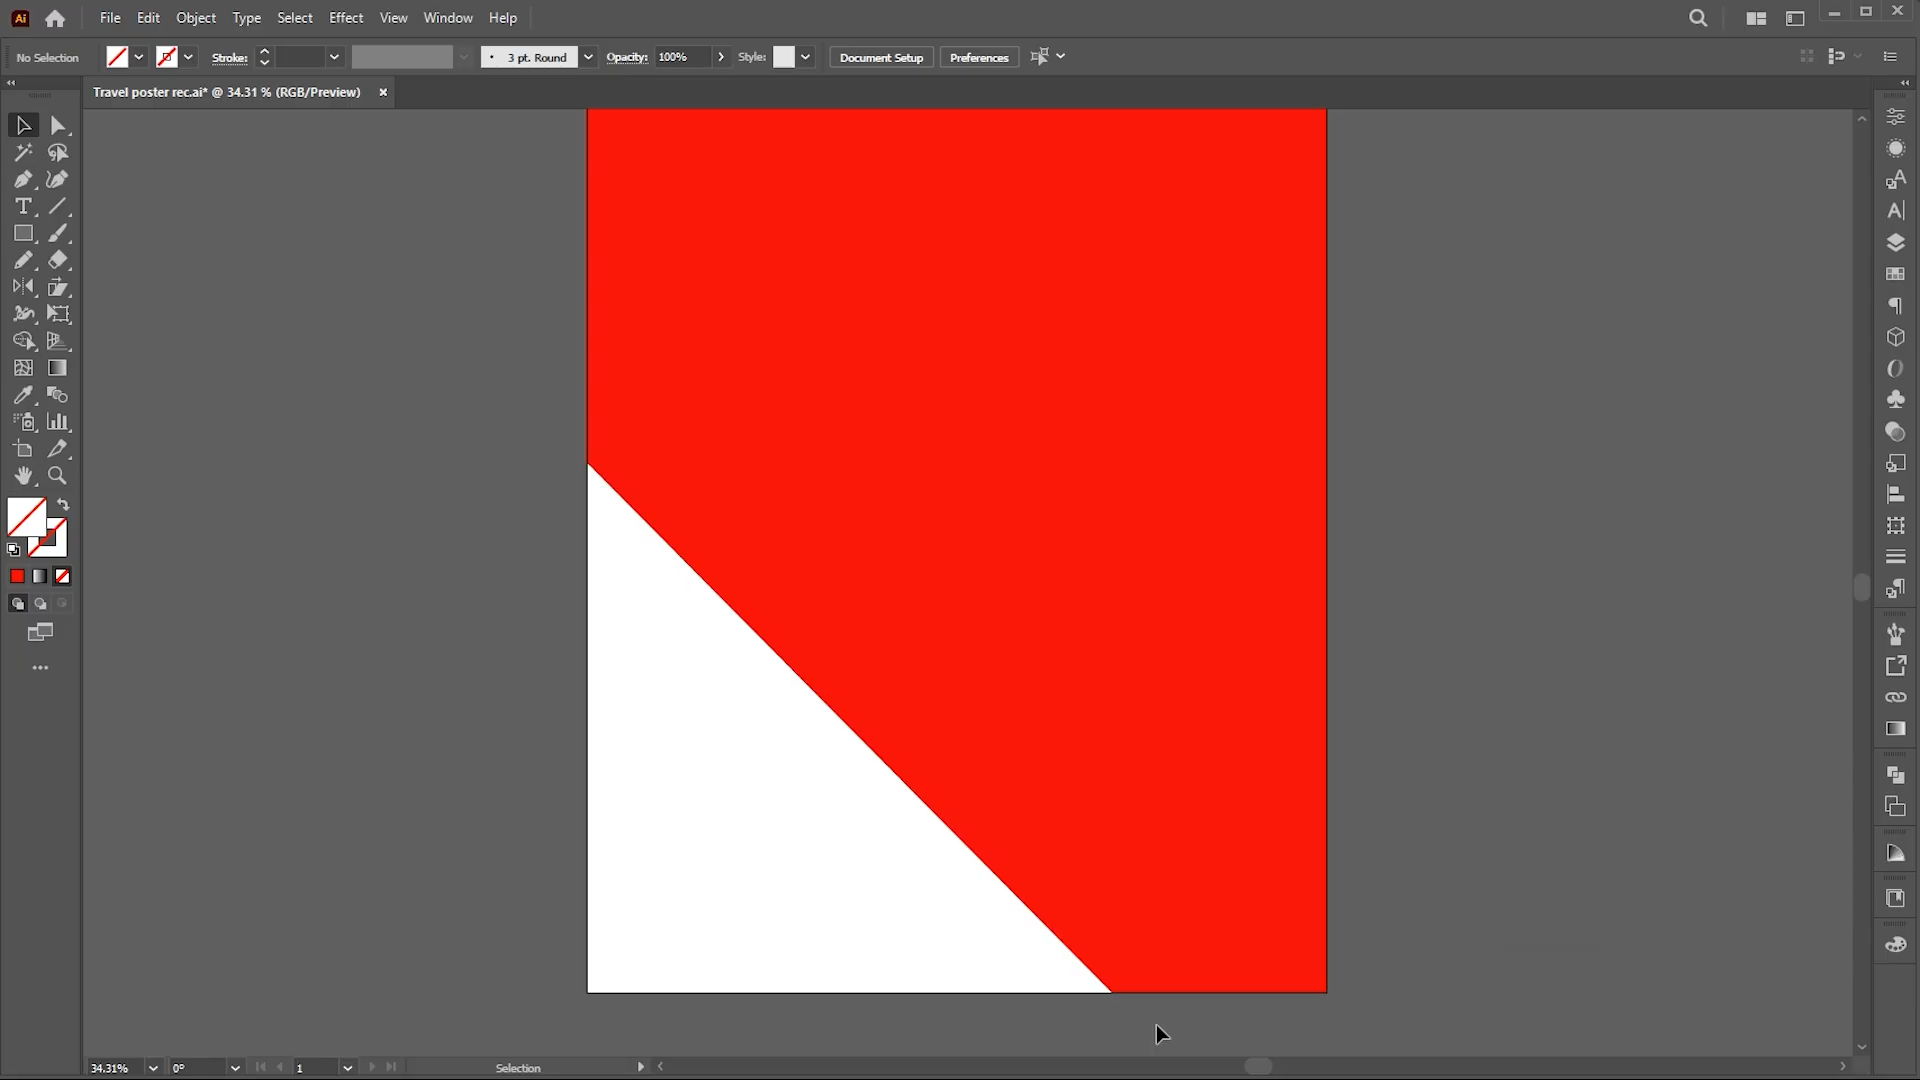 Ai File Edit Object Type Select Effect View Window Help
No Selection Stroke: 3 pt. Round Opacity: 100% Style: Document Setup Preferences
Travel poster rec.ai* @ 34.31 % (RGB/Preview) ×
34.31% 0° 1 Selection